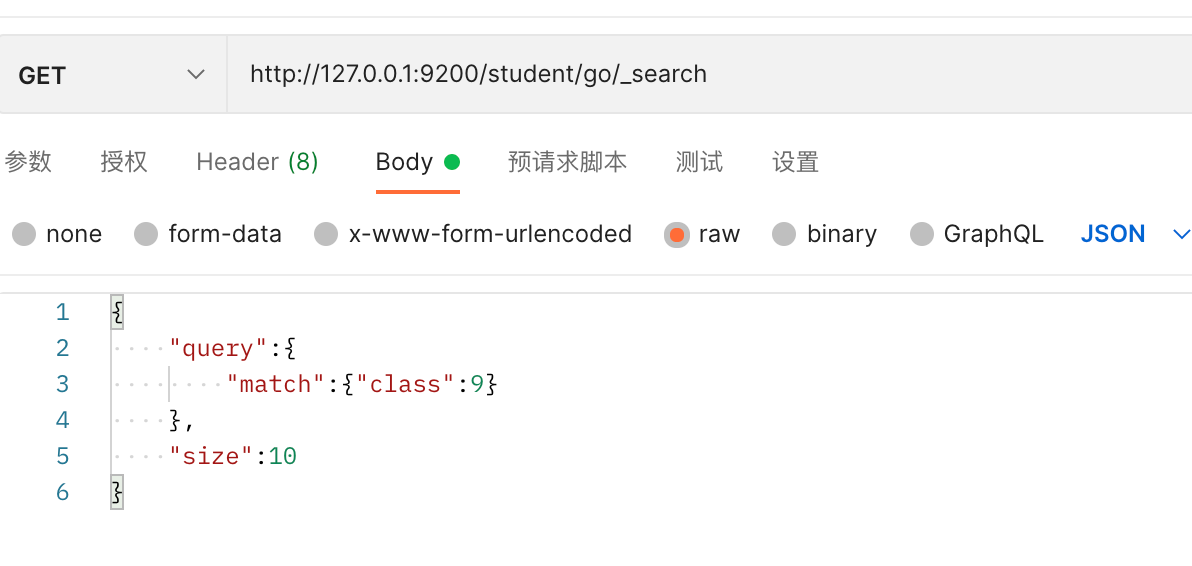 GET http://127.0.0.1:9200/student/go/_search
参数 授权 Header (8) Body 预请求脚本 测试 设置
none form-data x-www-form-urlencoded raw binary GraphQL JSON
1 {
2 "query":{
3 "match":{"class":9}
4 },
5 "size":10
6 }